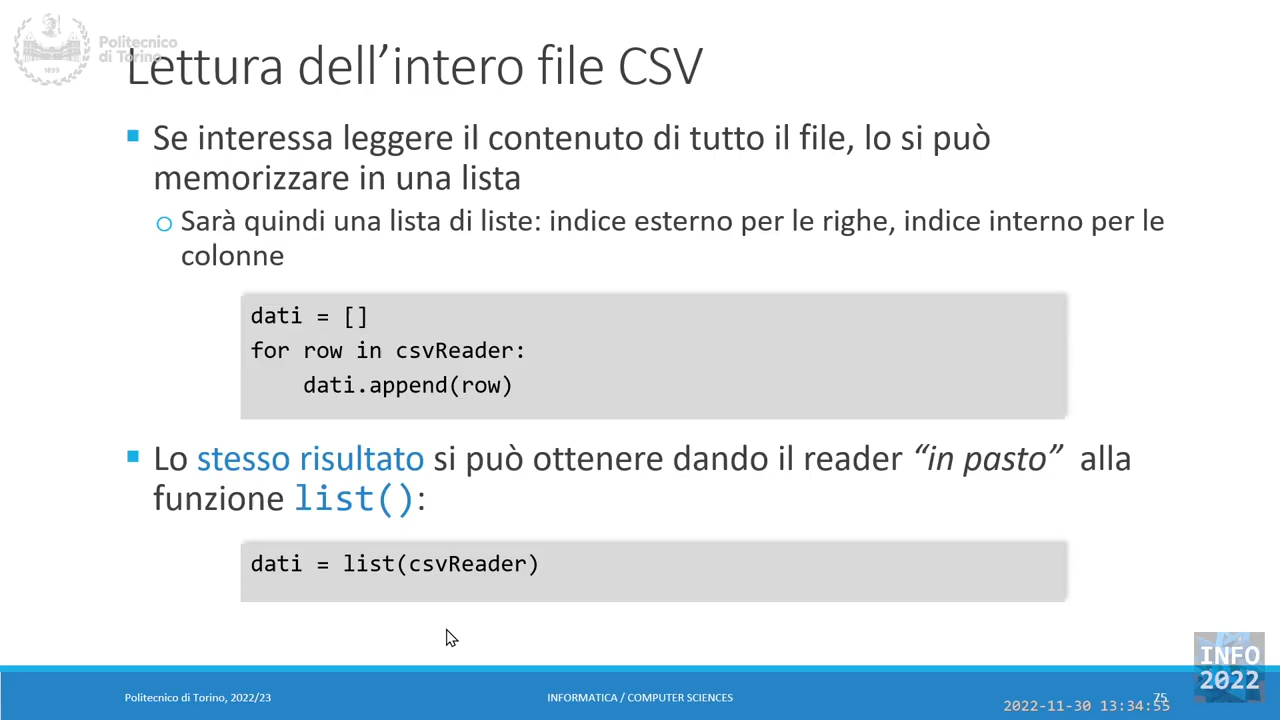 Politecnico
di Torino
1859
Lettura dell’intero file CSV
Se interessa leggere il contenuto di tutto il file, lo si può
memorizzare in una lista
Sarà quindi una lista di liste: indice esterno per le righe, indice interno per le
colonne
dati = []
for row in csvReader:
    dati.append(row)
Lo stesso risultato si può ottenere dando il reader “in pasto” alla
funzione list():
dati = list(csvReader)
INFO
2022
Politecnico di Torino, 2022/23
INFORMATICA / COMPUTER SCIENCES
75
2022-11-30 13:34:55